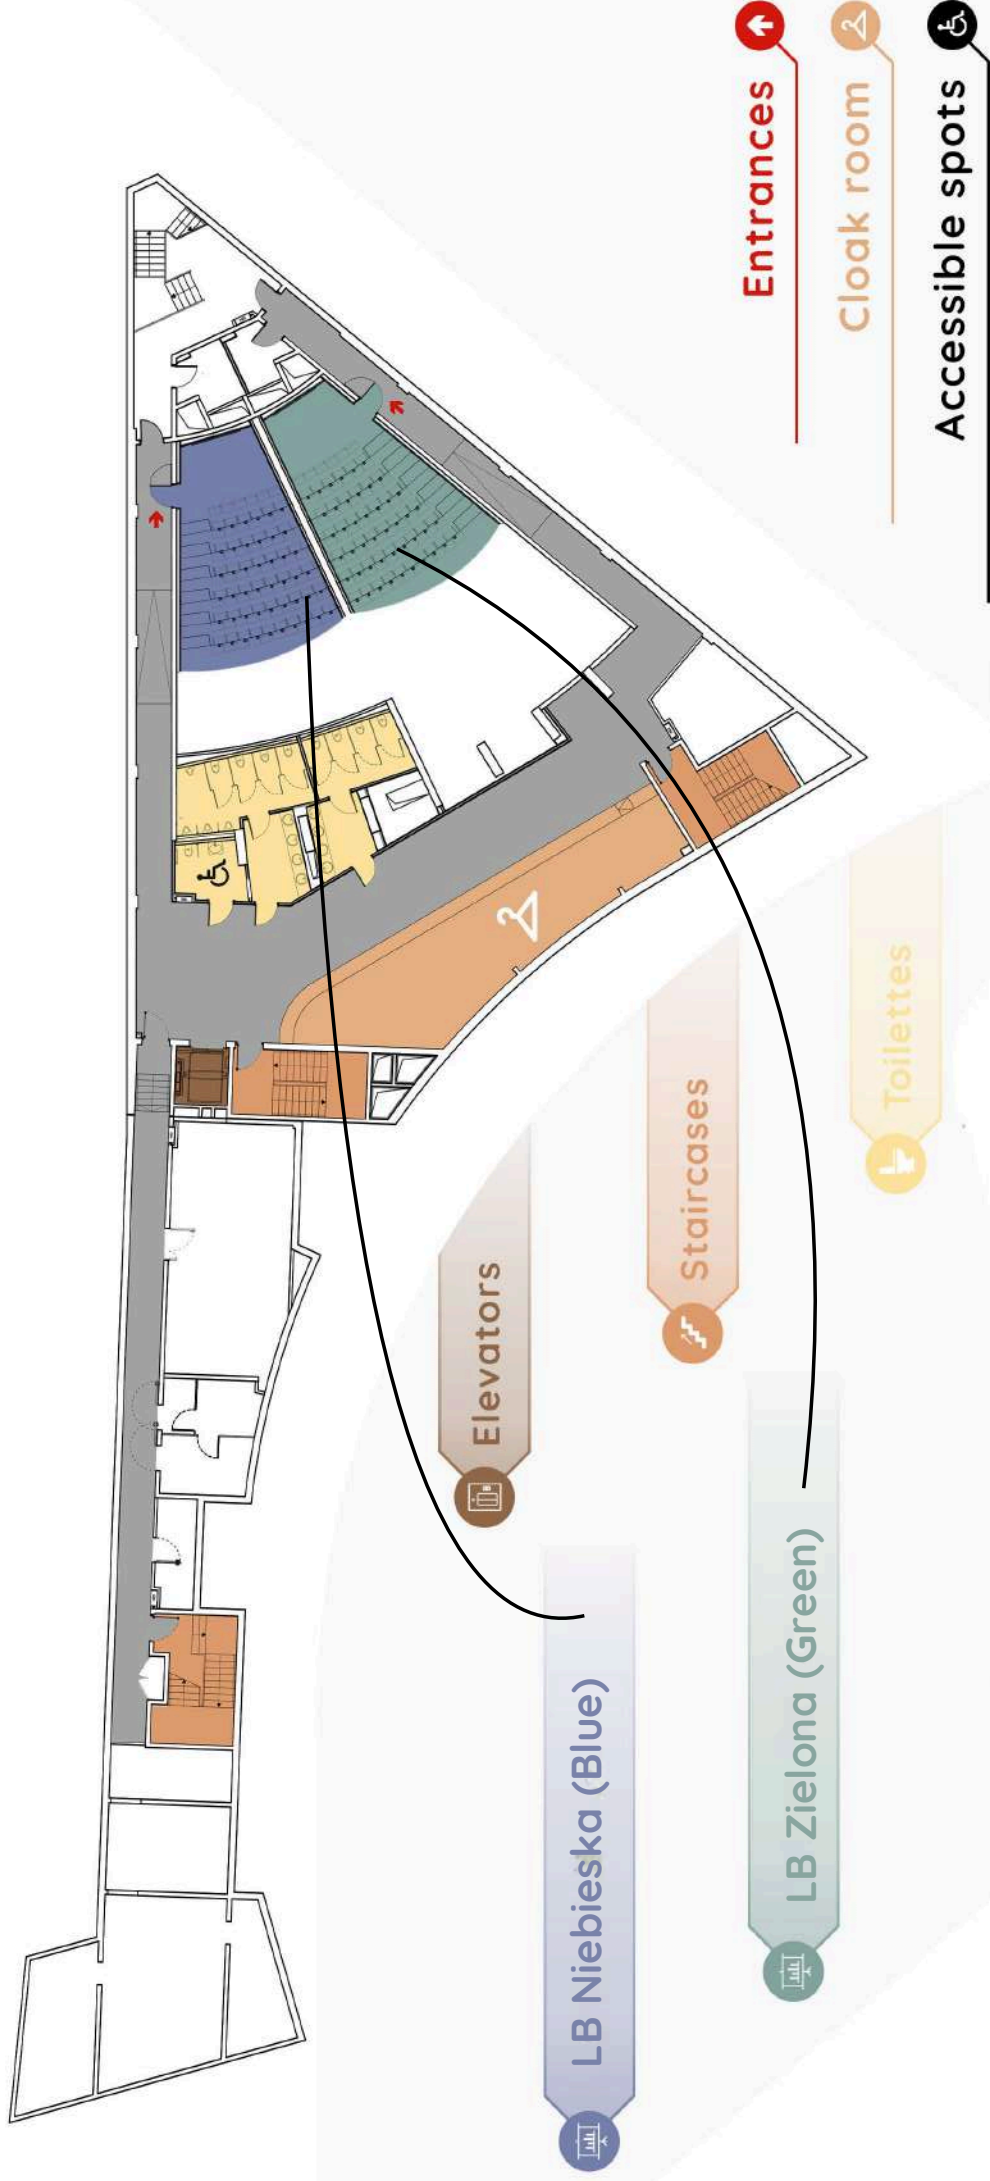 LB Niebieska (Blue)
LB Zielona (Green)
Elevators
Staircases
Toilettes
Entrances
Cloak room
Accessible spots